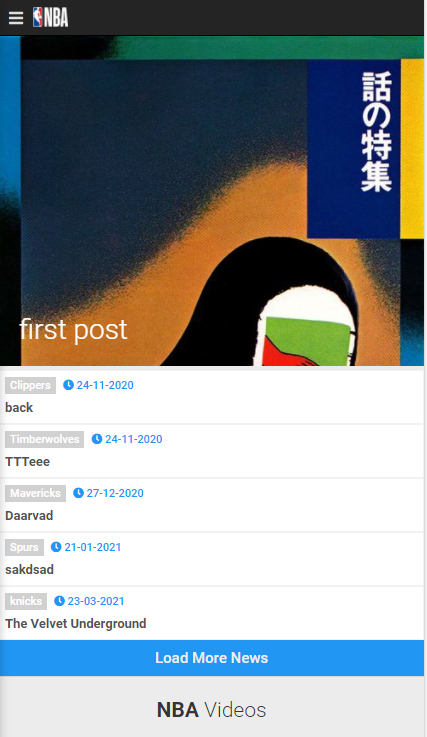 NBA
話の特集
first post
Clippers 24-11-2020
back
Timberwolves 24-11-2020
TTTeee
Mavericks 27-12-2020
Daarvad
Spurs 21-01-2021
sakdsad
knicks 23-03-2021
The Velvet Underground
Load More News
NBA Videos